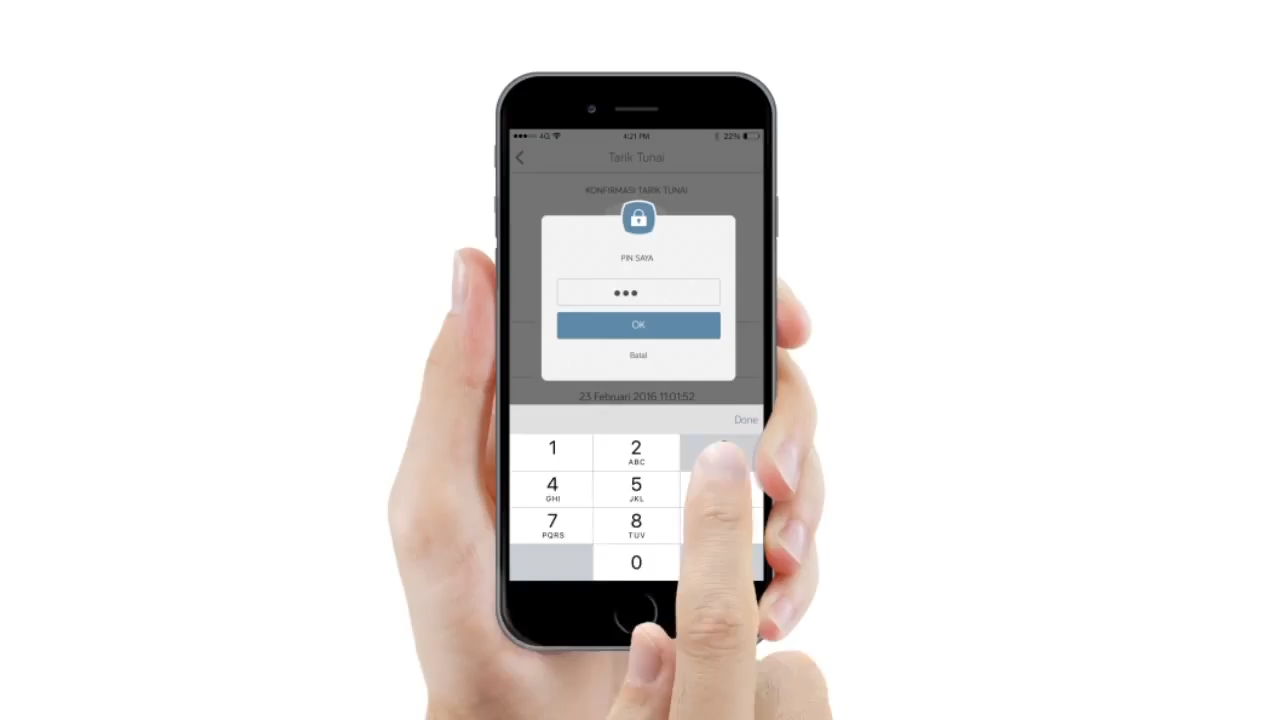 4G 4:21 PM 22%
Tarik Tunai
KONFIRMASI TARIK TUNAI
PIN SAYA
OK
Batal
23 Februari 2016 11:01:52
Done
1 2
ABC
4 5
GHI JKL
7 8
PQRS TUV
0